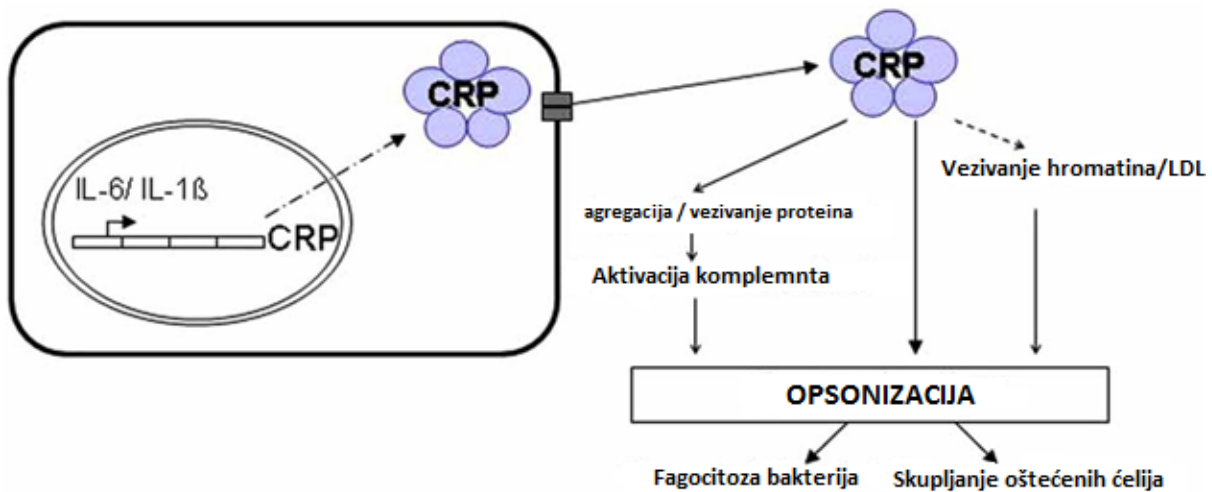 CRP
CRP
Vezivanje hromatina/LDL
IL-6/ IL-1ß
CRP
agregacija / vezivanje proteina
Aktivacija komplemnta
OPSONIZACIJA
Fagocitoza bakterija
Skupljanje oštećenih ćelija